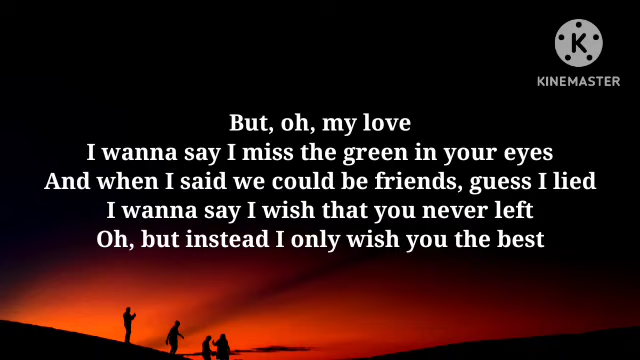 K
KINEMASTER
But, oh, my love
I wanna say I miss the green in your eyes
And when I said we could be friends, guess I lied
I wanna say I wish that you never left
Oh, but instead I only wish you the best